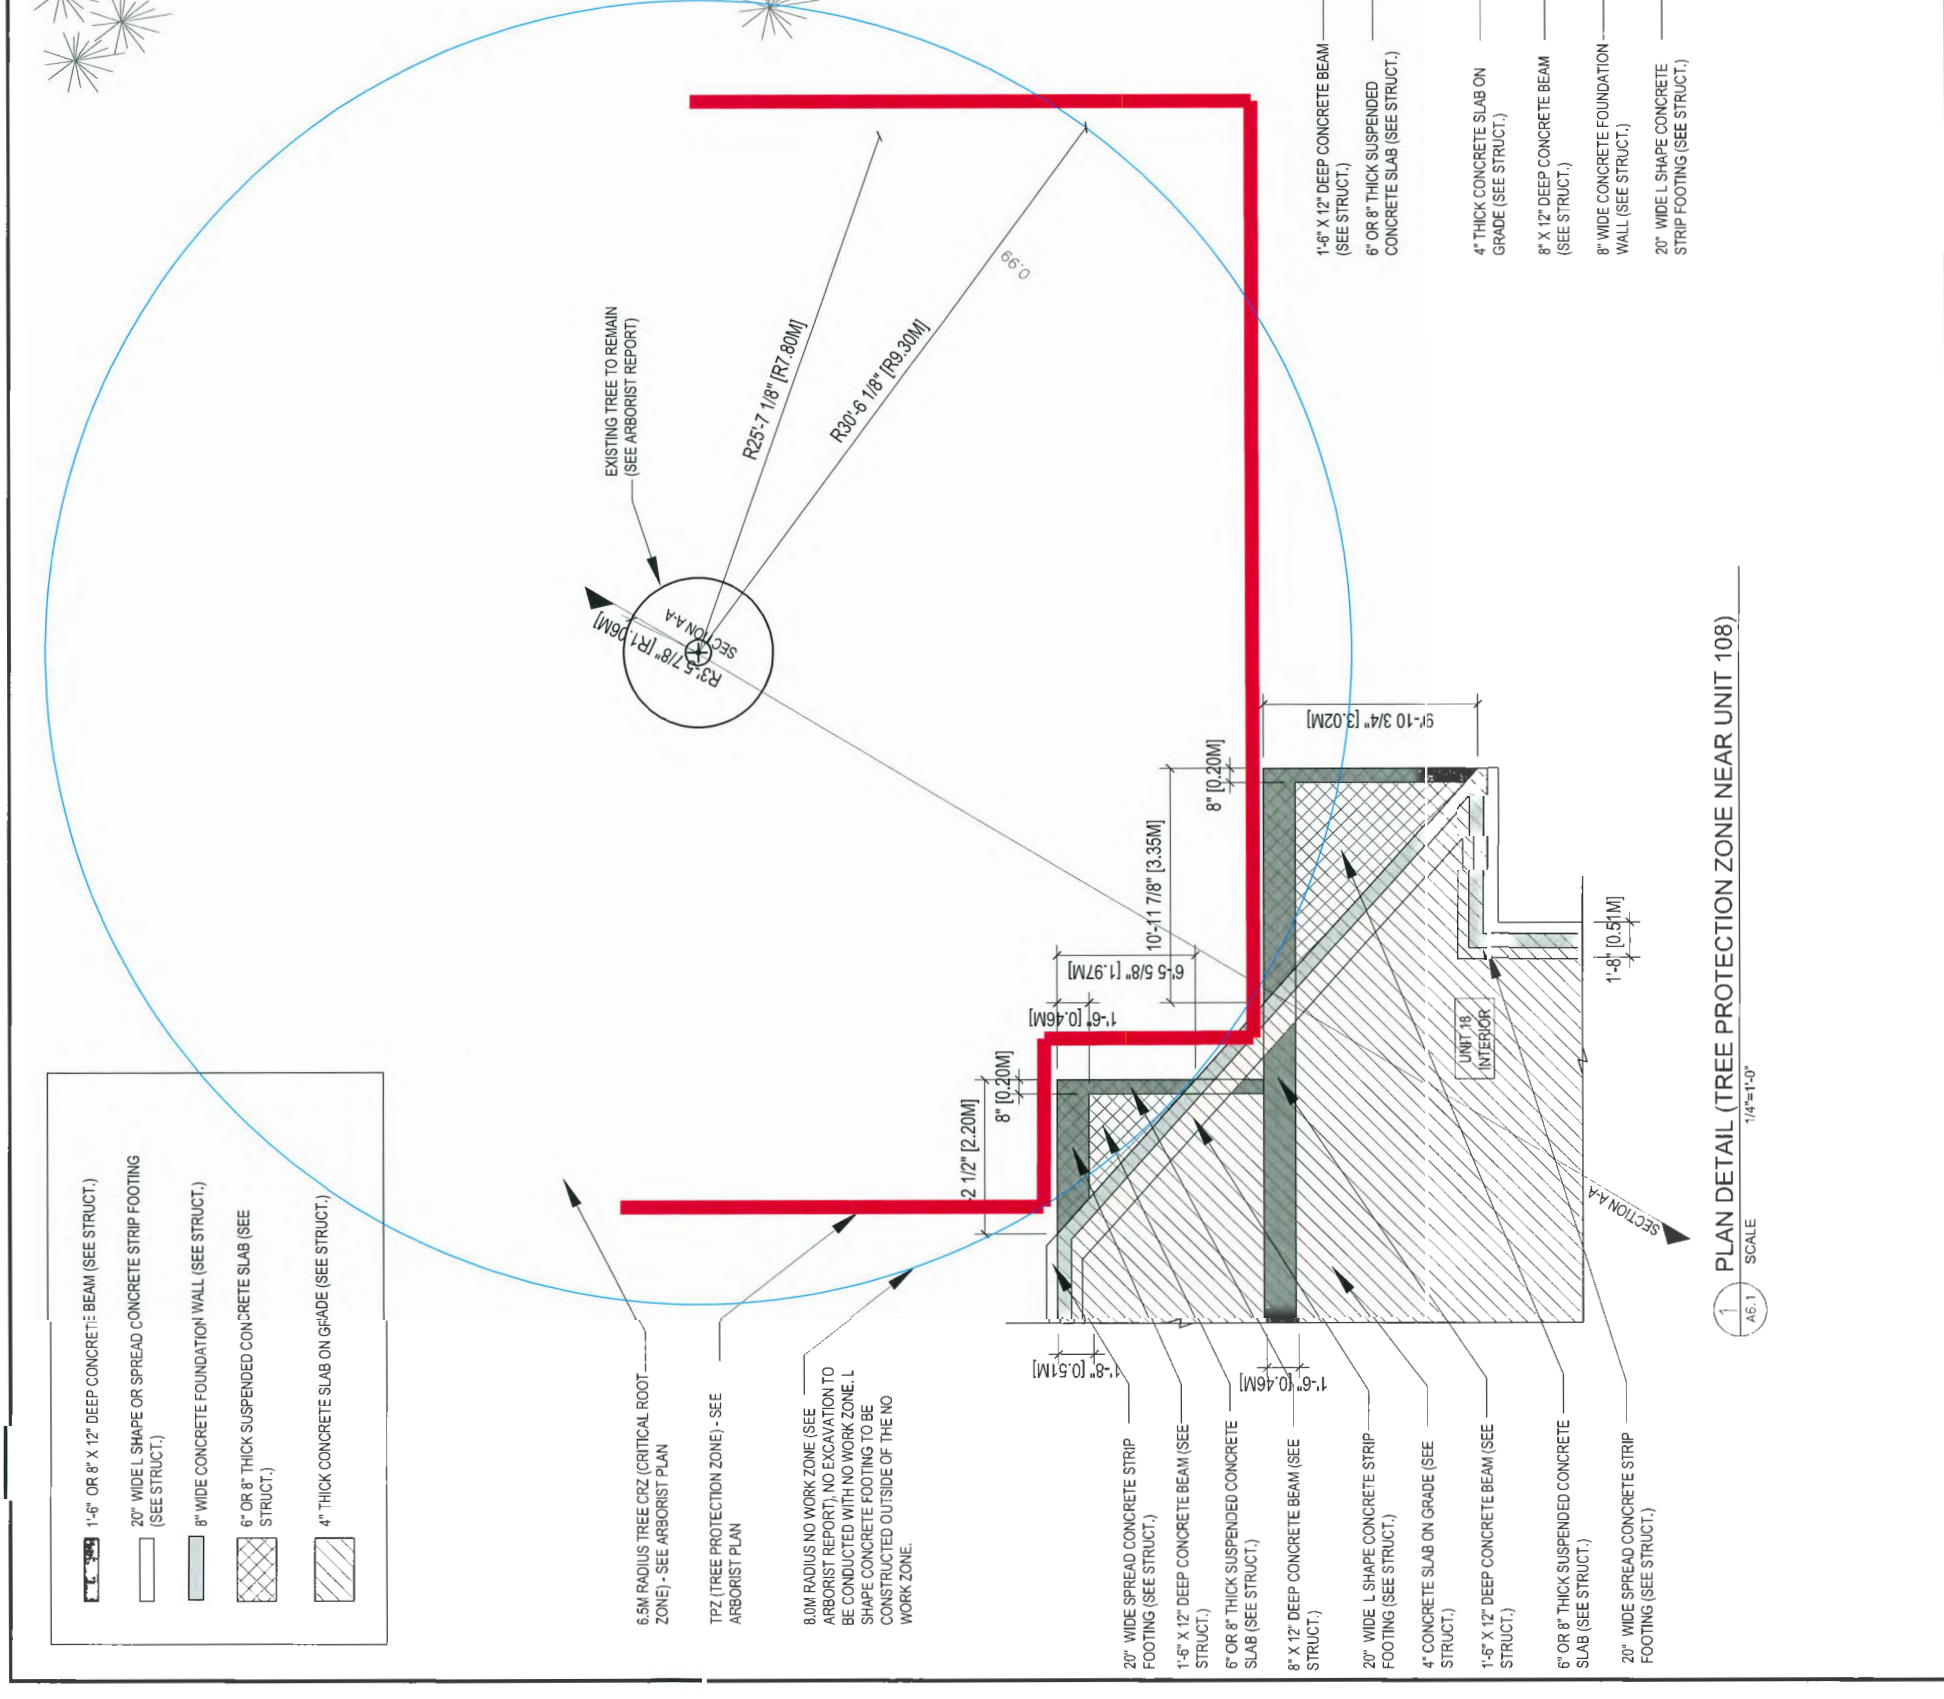 1'-6" OR 8" X 12" DEEP CONCRETE BEAM (SEE STRUCT.)
20" WIDE L SHAPE OR SPREAD CONCRETE STRIP FOOTING
(SEE STRUCT.)
8" WIDE CONCRETE FOUNDATION WALL (SEE STRUCT.)
6" OR 8" THICK SUSPENDED CONCRETE SLAB (SEE
STRUCT.)
4" THICK CONCRETE SLAB ON GRADE (SEE STRUCT.)
EXISTING TREE TO REMAIN
(SEE ARBORIST REPORT)
R25'-7 1/8" [R7.80M]
R30'-6 1/8" [R9.30M]
0.99
R3'-5 7/8" [R1.06M]
SECTION A-A
6.5M RADIUS TREE CRZ (CRITICAL ROOT
ZONE) - SEE ARBORIST PLAN
TPZ (TREE PROTECTION ZONE) - SEE
ARBORIST PLAN
8.0M RADIUS NO WORK ZONE (SEE
ARBORIST REPORT), NO EXCAVATION TO
BE CONDUCTED WITH NO WORK ZONE. L
SHAPE CONCRETE FOOTING TO BE
CONSTRUCTED OUTSIDE OF THE NO
WORK ZONE.
-2 1/2" [2.20M]
8" [0.20M]
1'-6" [0.46M]
6'-5 5/8" [1.97M]
10'-11 7/8" [3.35M]
8" [0.20M]
9'-10 3/4" [3.02M]
1'-8" [0.51M]
1'-6" [0.46M]
1'-8" [0.51M]
UNIT 18
INTERIOR
SECTION A-A
20" WIDE SPREAD CONCRETE STRIP
FOOTING (SEE STRUCT.)
1'-6" X 12" DEEP CONCRETE BEAM (SEE
STRUCT.)
6" OR 8" THICK SUSPENDED CONCRETE
SLAB (SEE STRUCT.)
8" X 12" DEEP CONCRETE BEAM (SEE
STRUCT.)
20" WIDE L SHAPE CONCRETE STRIP
FOOTING (SEE STRUCT.)
4" CONCRETE SLAB ON GRADE (SEE
STRUCT.)
1'-6" X 12" DEEP CONCRETE BEAM (SEE
STRUCT.)
6" OR 8" THICK SUSPENDED CONCRETE
SLAB (SEE STRUCT.)
20" WIDE SPREAD CONCRETE STRIP
FOOTING (SEE STRUCT.)
1'-6" X 12" DEEP CONCRETE BEAM
(SEE STRUCT.)
6" OR 8" THICK SUSPENDED
CONCRETE SLAB (SEE STRUCT.)
4" THICK CONCRETE SLAB ON
GRADE (SEE STRUCT.)
8" X 12" DEEP CONCRETE BEAM
(SEE STRUCT.)
8" WIDE CONCRETE FOUNDATION
WALL (SEE STRUCT.)
20" WIDE L SHAPE CONCRETE
STRIP FOOTING (SEE STRUCT.)
1
A6.1
PLAN DETAIL (TREE PROTECTION ZONE NEAR UNIT 108)
SCALE 1/4"=1'-0"